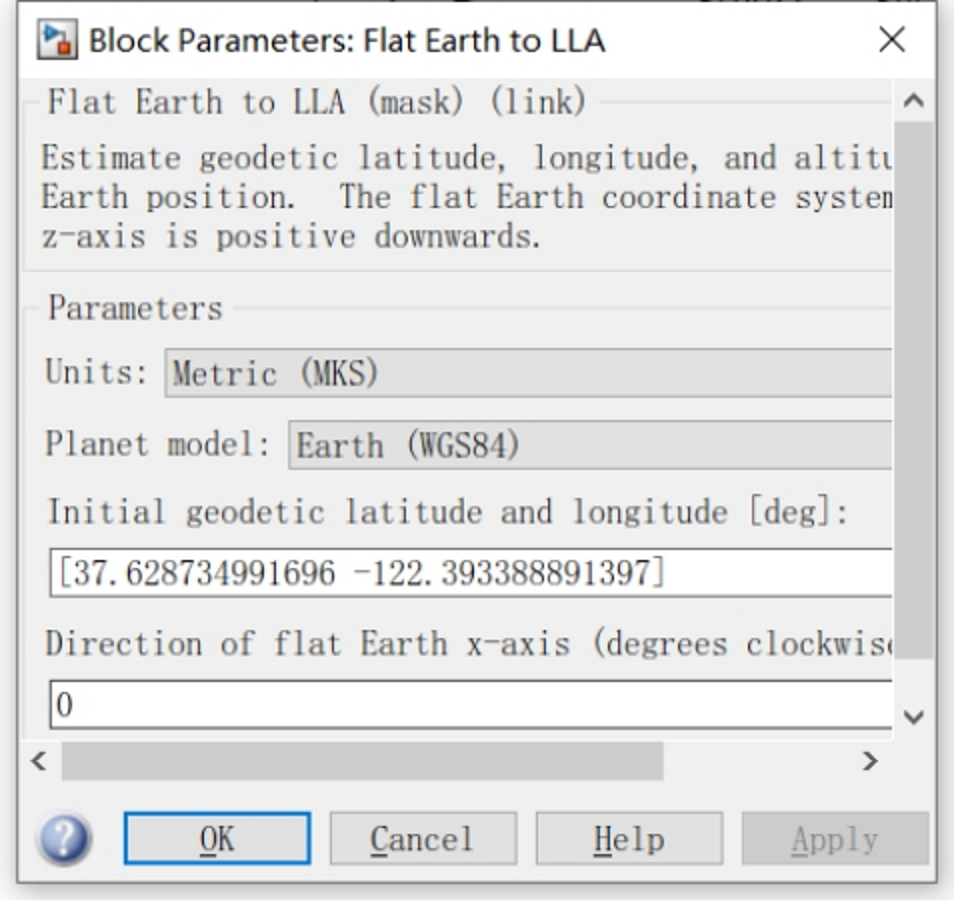 Block Parameters: Flat Earth to LLA
Flat Earth to LLA (mask) (link)
Estimate geodetic latitude, longitude, and altitu
Earth position. The flat Earth coordinate system
z-axis is positive downwards.
Parameters
Units: Metric (MKS)
Planet model: Earth (WGS84)
Initial geodetic latitude and longitude [deg]:
[37.628734991696 -122.393388891397]
Direction of flat Earth x-axis (degrees clockwise
0
OK Cancel Help Apply